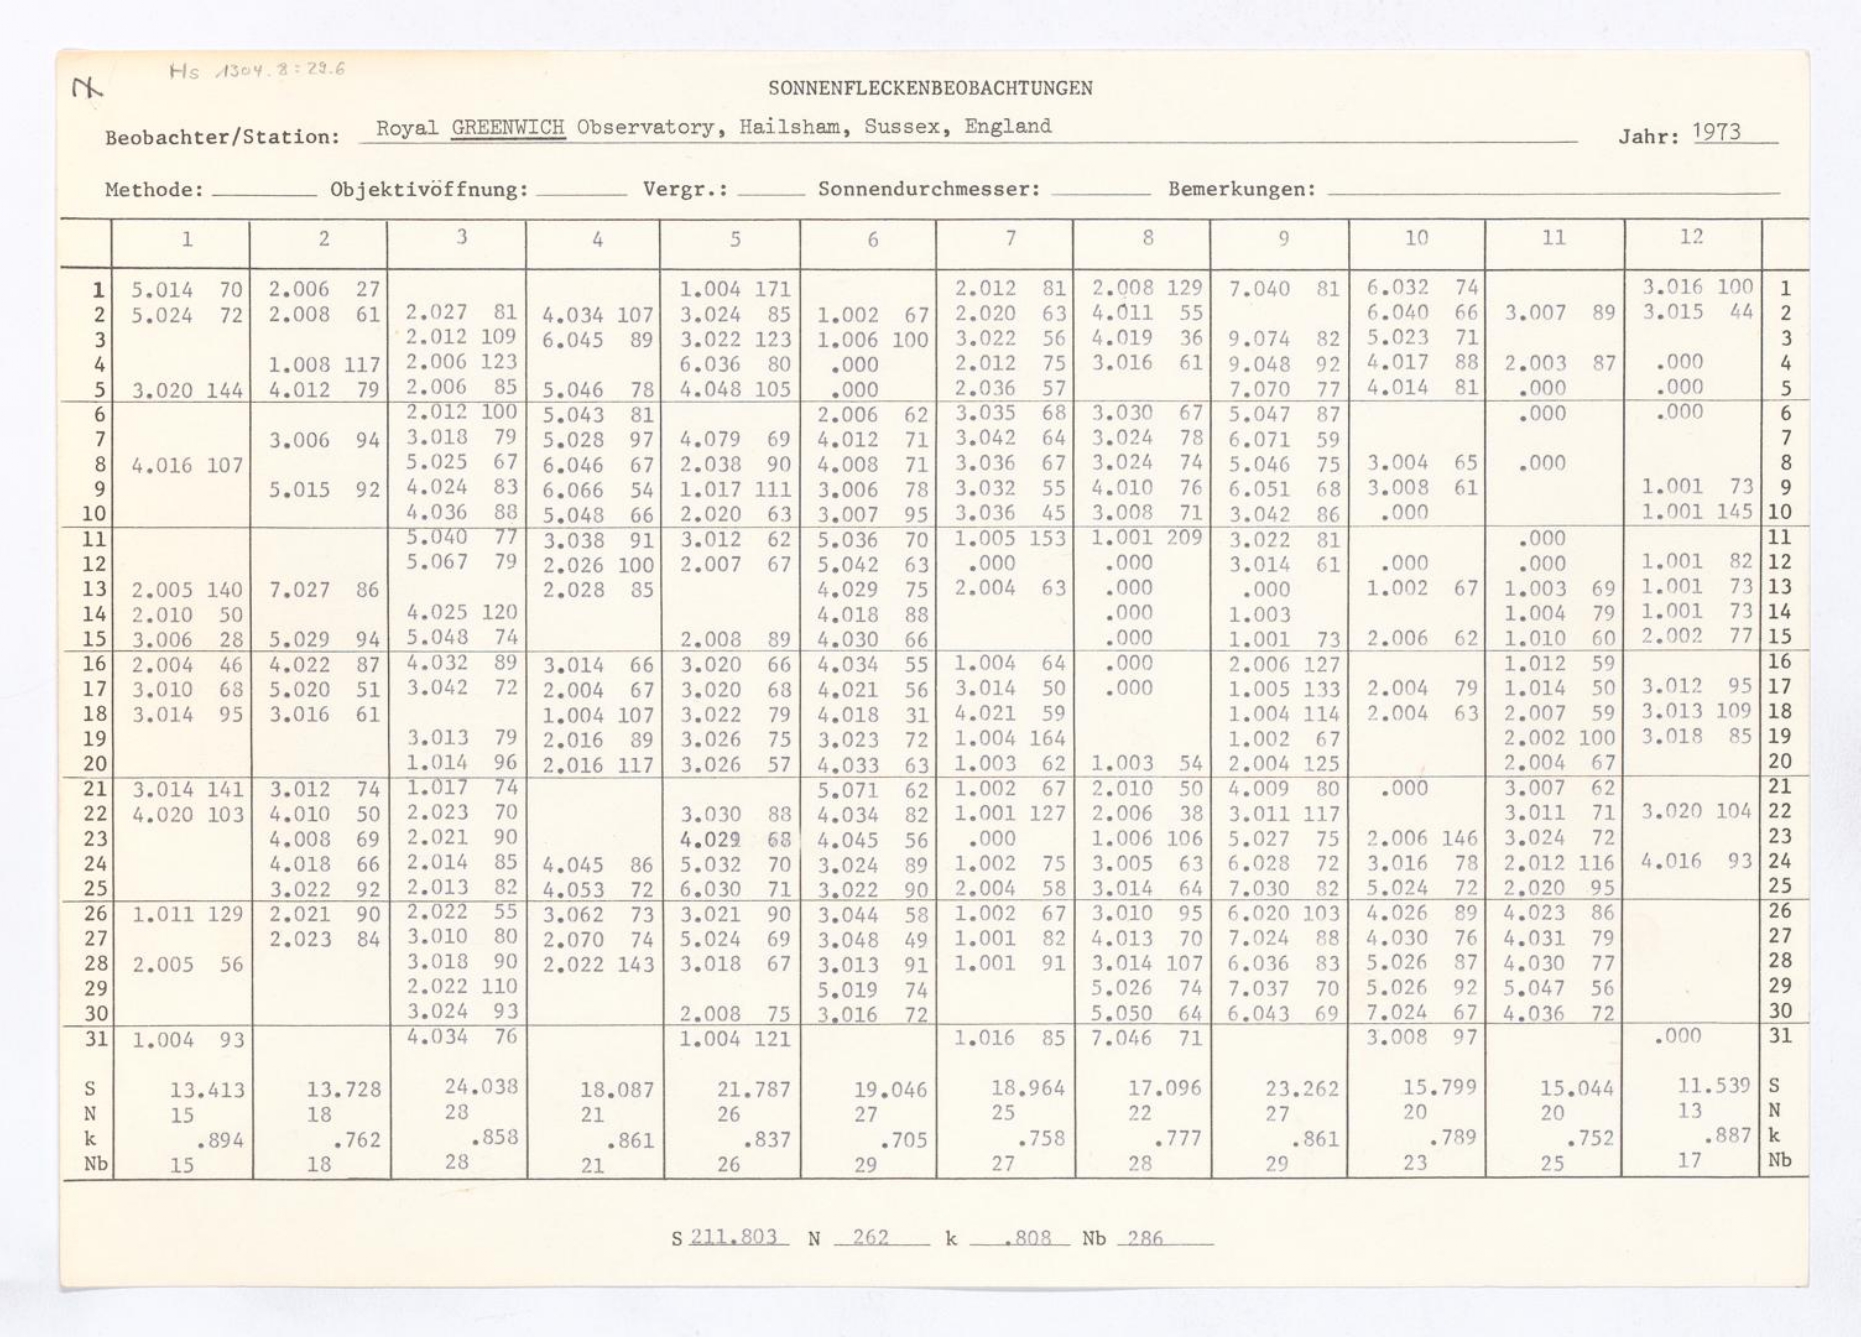 Hs 1304.8:29.6
SONNENFLECKENBEOBACHTUNGEN
Beobachter/Station: Royal GREENWICH Observatory, Hailsham, Sussex, England Jahr: 1973
Methode: Objektivöffnung: Vergr.: Sonnendurchmesser: Bemerkungen:
1 2 3 4 5 6 7 8 9 10 11 12
1 5.014 70 2.006 27 1.004 171 2.012 81 2.008 129 7.040 81 6.032 74 3.016 100 1
2 5.024 72 2.008 61 2.027 81 4.034 107 3.024 85 1.002 67 2.020 63 4.011 55 6.040 66 3.007 89 3.015 44 2
3 2.012 109 6.045 89 3.022 123 1.006 100 3.022 56 4.019 36 9.074 82 5.023 71 3
4 1.008 117 2.006 123 6.036 80 .000 2.012 75 3.016 61 9.048 92 4.017 88 2.003 87 .000 4
5 3.020 144 4.012 79 2.006 85 5.046 78 4.048 105 .000 2.036 57 7.070 77 4.014 81 .000 .000 5
6 2.012 100 5.043 81 2.006 62 3.035 68 3.030 67 5.047 87 .000 .000 6
7 3.006 94 3.018 79 5.028 97 4.079 69 4.012 71 3.042 64 3.024 78 6.071 59 7
8 4.016 107 5.025 67 6.046 67 2.038 90 4.008 71 3.036 67 3.024 74 5.046 75 3.004 65 .000 8
9 5.015 92 4.024 83 6.066 54 1.017 111 3.006 78 3.032 55 4.010 76 6.051 68 3.008 61 1.001 73 9
10 4.036 88 5.048 66 2.020 63 3.007 95 3.036 45 3.008 71 3.042 86 .000 1.001 145 10
11 5.040 77 3.038 91 3.012 62 5.036 70 1.005 153 1.001 209 3.022 81 .000 11
12 5.067 79 2.026 100 2.007 67 5.042 63 .000 .000 3.014 61 .000 .000 1.001 82 12
13 2.005 140 7.027 86 2.028 85 4.029 75 2.004 63 .000 .000 1.002 67 1.003 69 1.001 73 13
14 2.010 50 4.025 120 4.018 88 .000 1.003 1.004 79 1.001 73 14
15 3.006 28 5.029 94 5.048 74 2.008 89 4.030 66 .000 1.001 73 2.006 62 1.010 60 2.002 77 15
16 2.004 46 4.022 87 4.032 89 3.014 66 3.020 66 4.034 55 1.004 64 .000 2.006 127 1.012 59 16
17 3.010 68 5.020 51 3.042 72 2.004 67 3.020 68 4.021 56 3.014 50 .000 1.005 133 2.004 79 1.014 50 3.012 95 17
18 3.014 95 3.016 61 1.004 107 3.022 79 4.018 31 4.021 59 1.004 114 2.004 63 2.007 59 3.013 109 18
19 3.013 79 2.016 89 3.026 75 3.023 72 1.004 164 1.002 67 2.002 100 3.018 85 19
20 1.014 96 2.016 117 3.026 57 4.033 63 1.003 62 1.003 54 2.004 125 2.004 67 20
21 3.014 141 3.012 74 1.017 74 5.071 62 1.002 67 2.010 50 4.009 80 .000 3.007 62 21
22 4.020 103 4.010 50 2.023 70 3.030 88 4.034 82 1.001 127 2.006 38 3.011 117 3.011 71 3.020 104 22
23 4.008 69 2.021 90 4.029 68 4.045 56 .000 1.006 106 5.027 75 2.006 146 3.024 72 23
24 4.018 66 2.014 85 4.045 86 5.032 70 3.024 89 1.002 75 3.005 63 6.028 72 3.016 78 2.012 116 4.016 93 24
25 3.022 92 2.013 82 4.053 72 6.030 71 3.022 90 2.004 58 3.014 64 7.030 82 5.024 72 2.020 95 25
26 1.011 129 2.021 90 2.022 55 3.062 73 3.021 90 3.044 58 1.002 67 3.010 95 6.020 103 4.026 89 4.023 86 26
27 2.023 84 3.010 80 2.070 74 5.024 69 3.048 49 1.001 82 4.013 70 7.024 88 4.030 76 4.031 79 27
28 2.005 56 3.018 90 2.022 143 3.018 67 3.013 91 1.001 91 3.014 107 6.036 83 5.026 87 4.030 77 28
29 2.022 110 5.019 74 5.026 74 7.037 70 5.026 92 5.047 56 29
30 3.024 93 2.008 75 3.016 72 5.050 64 6.043 69 7.024 67 4.036 72 30
31 1.004 93 4.034 76 1.004 121 1.016 85 7.046 71 3.008 97 .000 31
S 13.413 13.728 24.038 18.087 21.787 19.046 18.964 17.096 23.262 15.799 15.044 11.539 S
N 15 18 28 21 26 27 25 22 27 20 20 13 N
k .894 .762 .858 .861 .837 .705 .758 .777 .861 .789 .752 .887 k
Nb 15 18 28 21 26 29 27 28 29 23 25 17 Nb
S 211.803 N 262 k .808 Nb 286